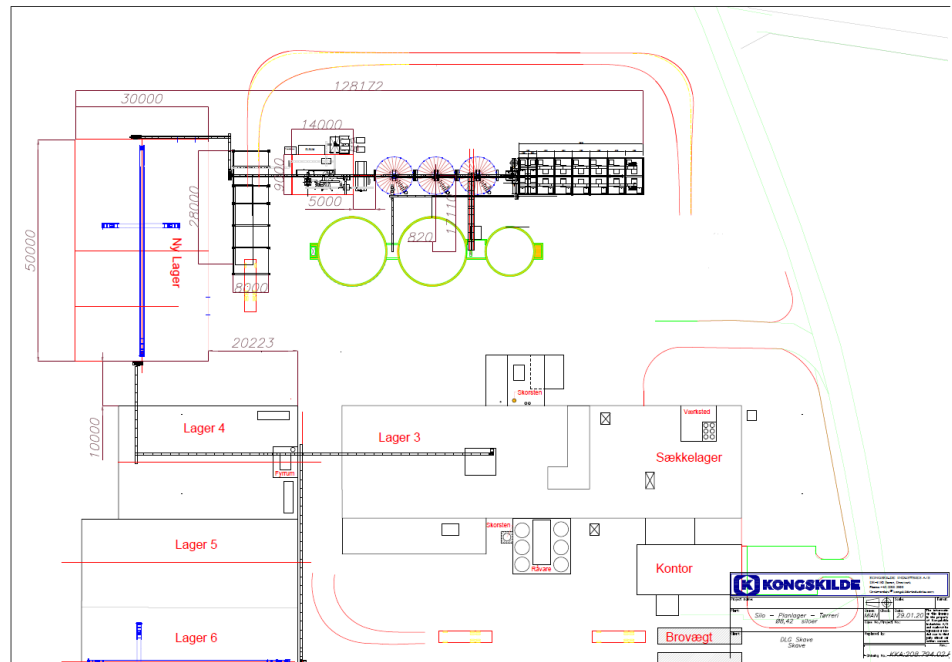 128172
30000
14000
9000
5000
28000
8000
1110
820
50000
Ny Lager
20223
10000
Skorsten
Værksted
Lager 4
Lager 3
Fyrrum
Sækkelager
Lager 5
Skorsten
Råvare
Kontor
Lager 6
Brovægt
KONGSKILDE
Silo - Planlager - Tørreri
Ø8,42 siloer
MAN
29.01.20
DLG Skave
Skave